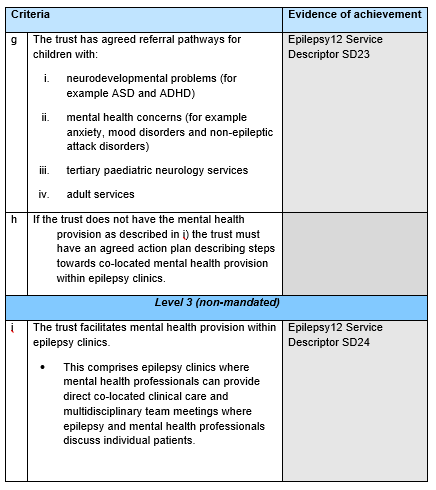 Criteria
Evidence of achievement
g
The trust has agreed referral pathways for
children with:
Epilepsy12 Service
Descriptor SD23
i. neurodevelopmental problems (for
example ASD and ADHD)
ii. mental health concerns (for example
anxiety, mood disorders and non-epileptic
attack disorders)
iii. tertiary paediatric neurology services
iv. adult services
h
If the trust does not have the mental health
provision as described in i) the trust must
have an agreed action plan describing steps
towards co-located mental health provision
within epilepsy clinics.
Level 3 (non-mandated)
i
The trust facilitates mental health provision within
epilepsy clinics.
Epilepsy12 Service
Descriptor SD24
• This comprises epilepsy clinics where
mental health professionals can provide
direct co-located clinical care and
multidisciplinary team meetings where
epilepsy and mental health professionals
discuss individual patients.